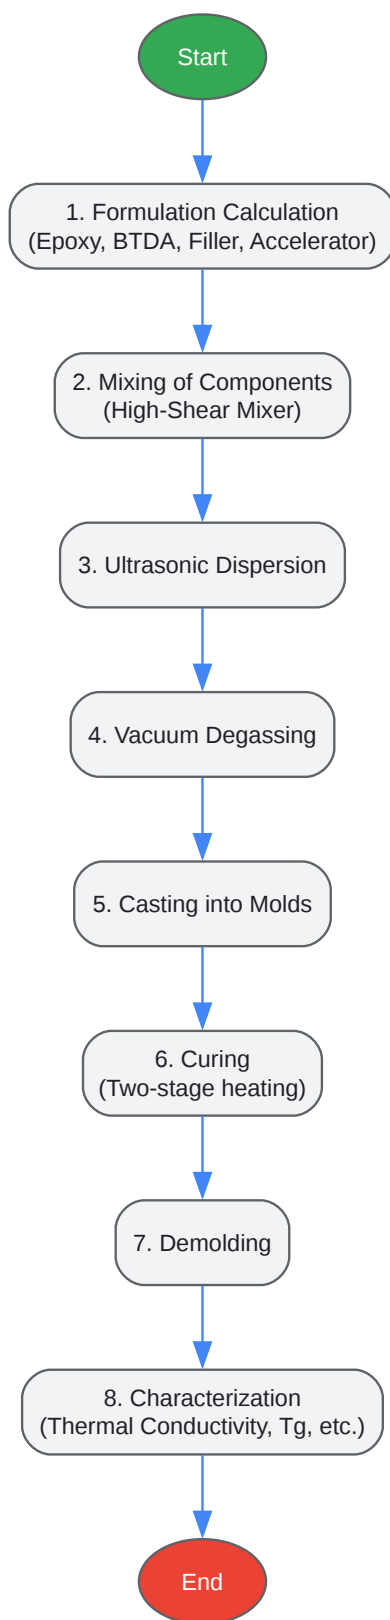 Start
1. Formulation Calculation
(Epoxy, BTDA, Filler, Accelerator)
2. Mixing of Components
(High-Shear Mixer)
3. Ultrasonic Dispersion
4. Vacuum Degassing
5. Casting into Molds
6. Curing
(Two-stage heating)
7. Demolding
8. Characterization
(Thermal Conductivity, Tg, etc.)
End